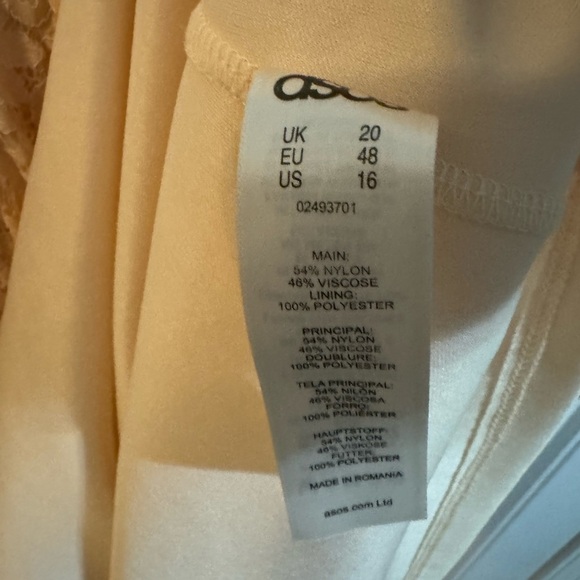 asos
UK 20
EU 48
US 16
02493701
MAIN:
54% NYLON
46% VISCOSE
LINING:
100% POLYESTER
PRINCIPAL:
54% NYLON
46% VISCOSE
DOUBLURE:
100% POLYESTER
TELA PRINCIPAL:
54% NILON
46% VISCOSA
FORRO:
100% POLIÉSTER
HAUPTSTOFF:
54% NYLON
46% VISKOSE
FUTTER:
100% POLYESTER
MADE IN ROMANIA
asos.com Ltd